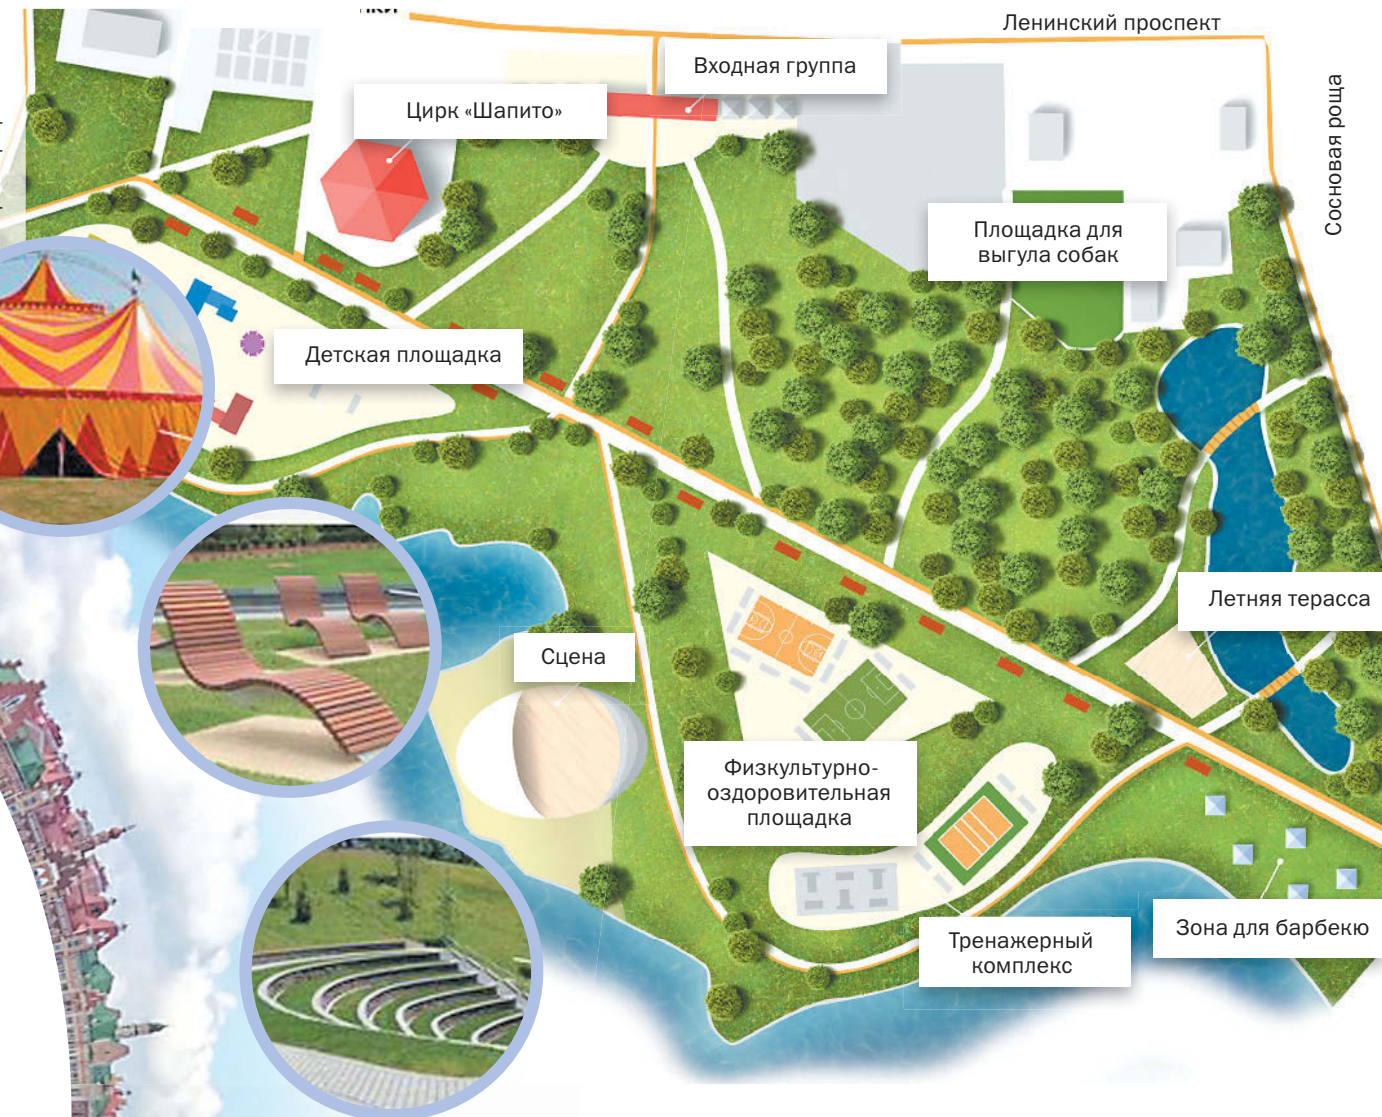 Ленинский проспект
Входная группа
Цирк «Шапито»
Сосновая роща
Площадка для
выгула собак
Детская площадка
Летняя терасса
Сцена
Физкультурно-
оздоровительная
площадка
Зона для барбекю
Тренажерный
комплекс